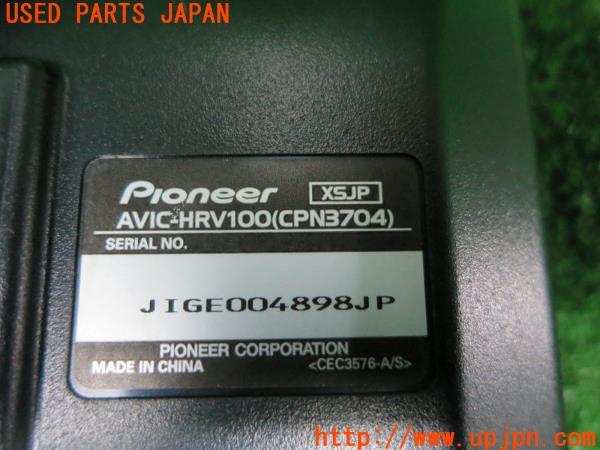 USED PARTS JAPAN
Pioneer XSJP
AVIC-HRV100(CPN3704)
SERIAL NO.
JIGE004898JP
PIONEER CORPORATION
MADE IN CHINA <CEC3576-A/S>
http://www.upjpn.com